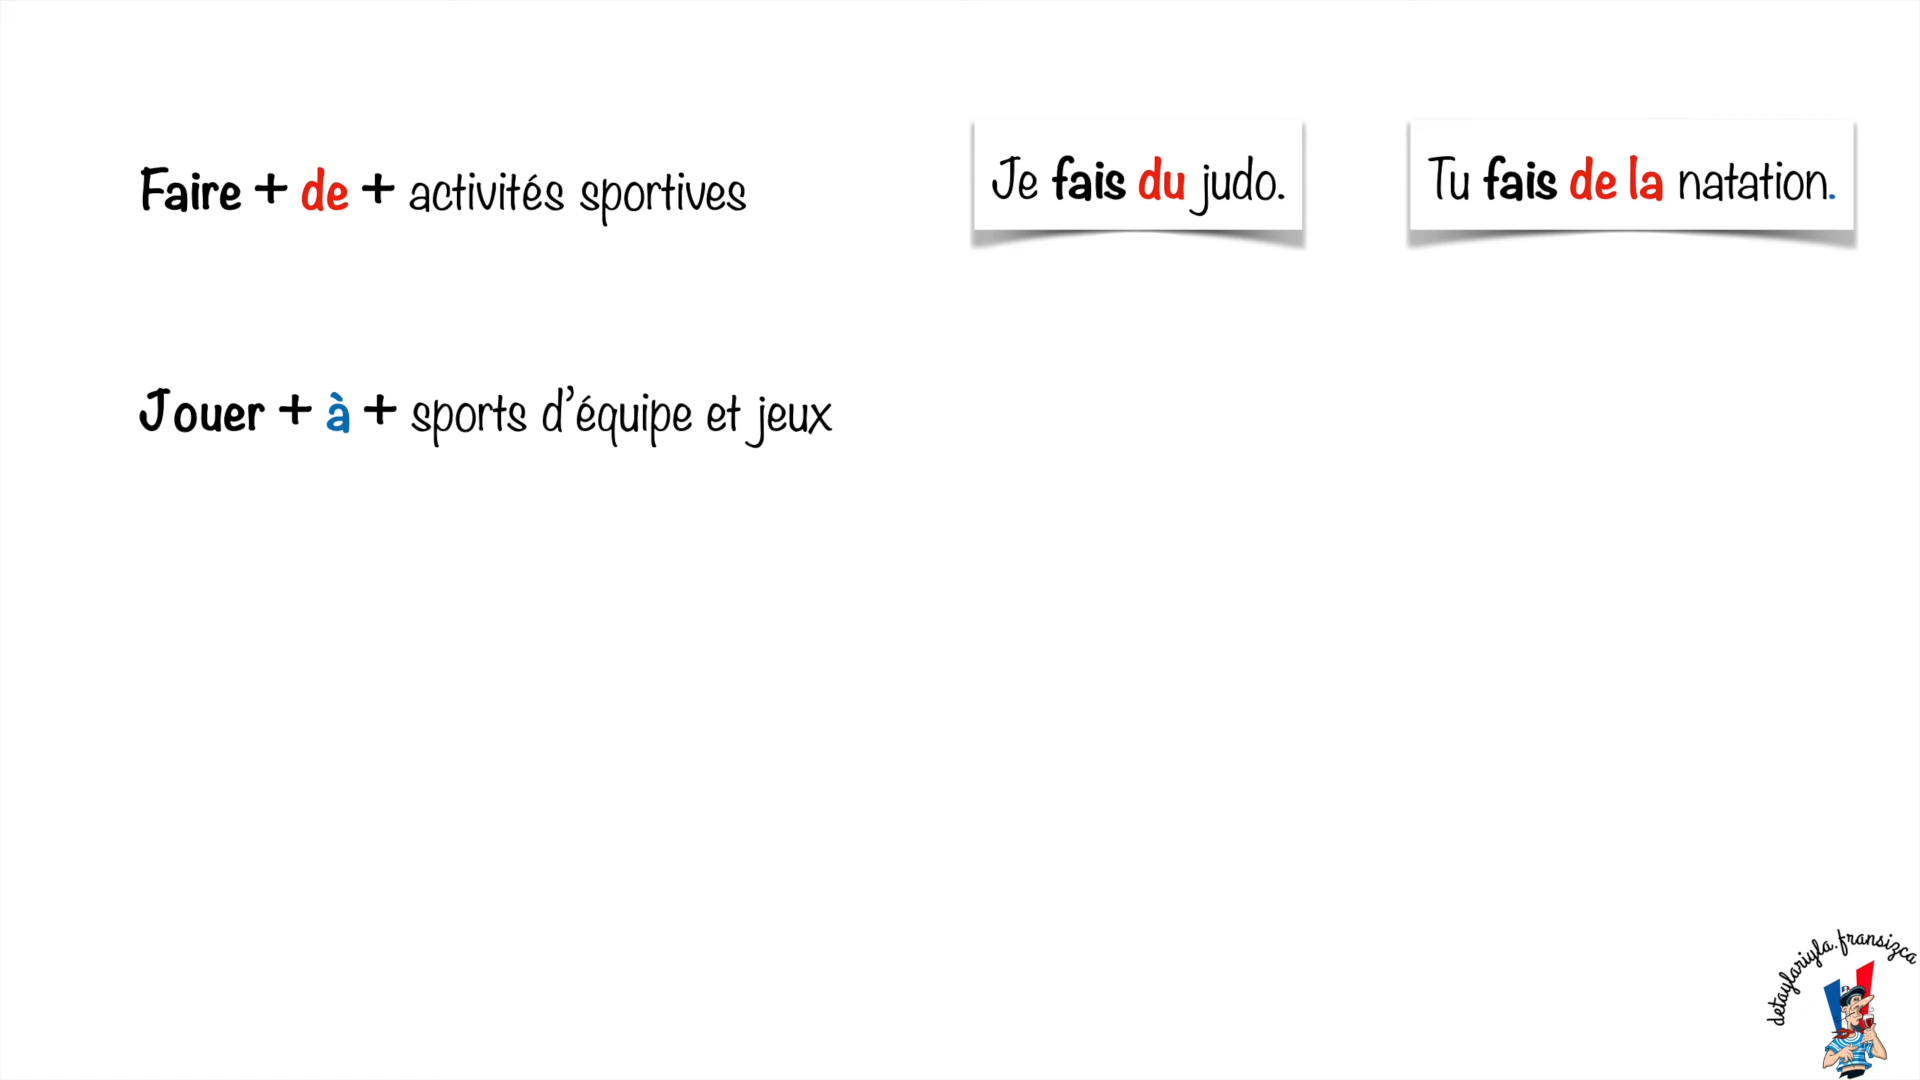 Faire + de + activités sportives
Je fais du judo.
Tu fais de la natation.
Jouer + à + sports d'équipe et jeux
detaylariyla.fransizca